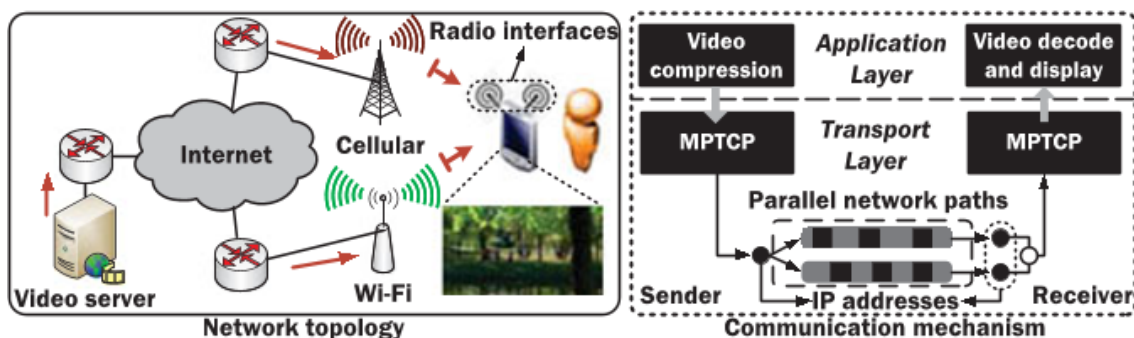 Radio interfaces
Internet
Cellular
Video server
Wi-Fi
Network topology
Video
compression
Application
Layer
Video decode
and display
MPTCP
Transport
Layer
MPTCP
Parallel network paths
Sender
IP addresses
Receiver
Communication mechanism